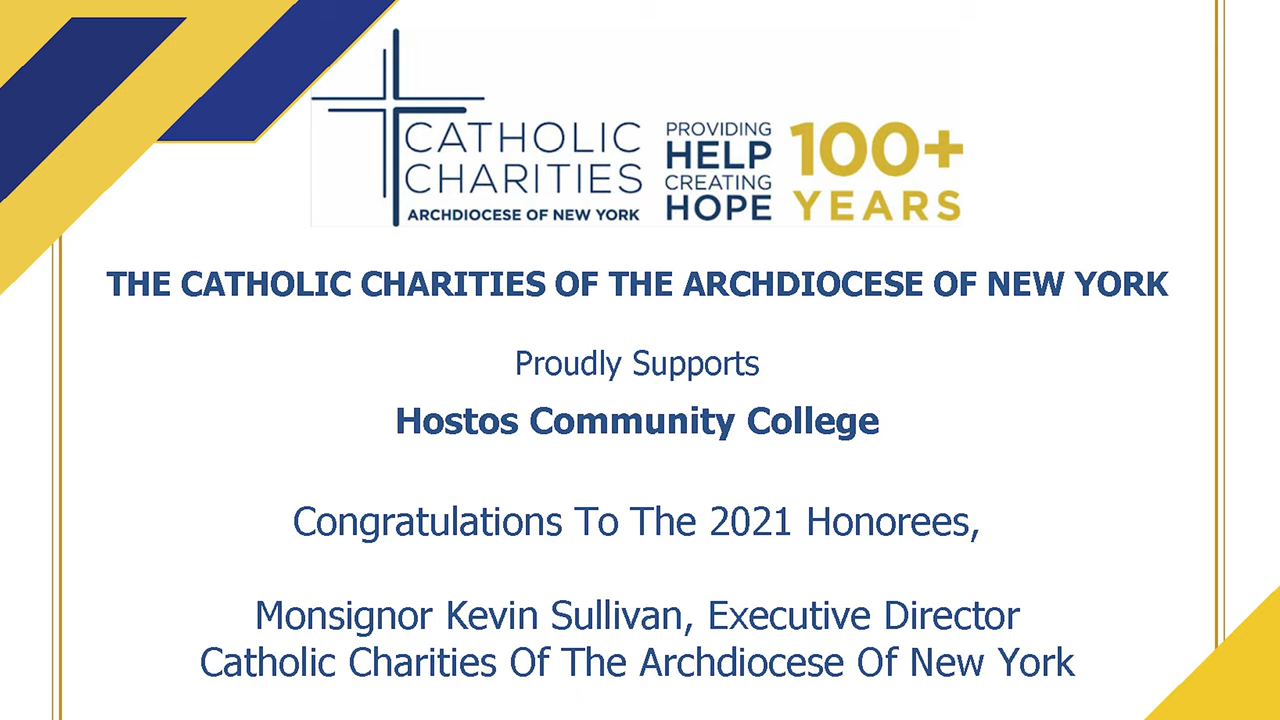 CATHOLIC
CHARITIES
ARCHDIOCESE OF NEW YORK
PROVIDING
HELP
CREATING
HOPE
100+
YEARS
THE CATHOLIC CHARITIES OF THE ARCHDIOCESE OF NEW YORK
Proudly Supports
Hostos Community College
Congratulations To The 2021 Honorees,
Monsignor Kevin Sullivan, Executive Director
Catholic Charities Of The Archdiocese Of New York